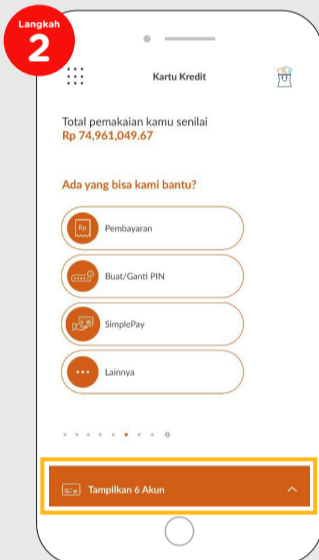 Langkah
2
Kartu Kredit
Total pemakaian kamu senilai
Rp 74,961,049.67
Ada yang bisa kami bantu?
Rp
Pembayaran
Buat/Ganti PIN
SimplePay
Lainnya
Tampilkan 6 Akun